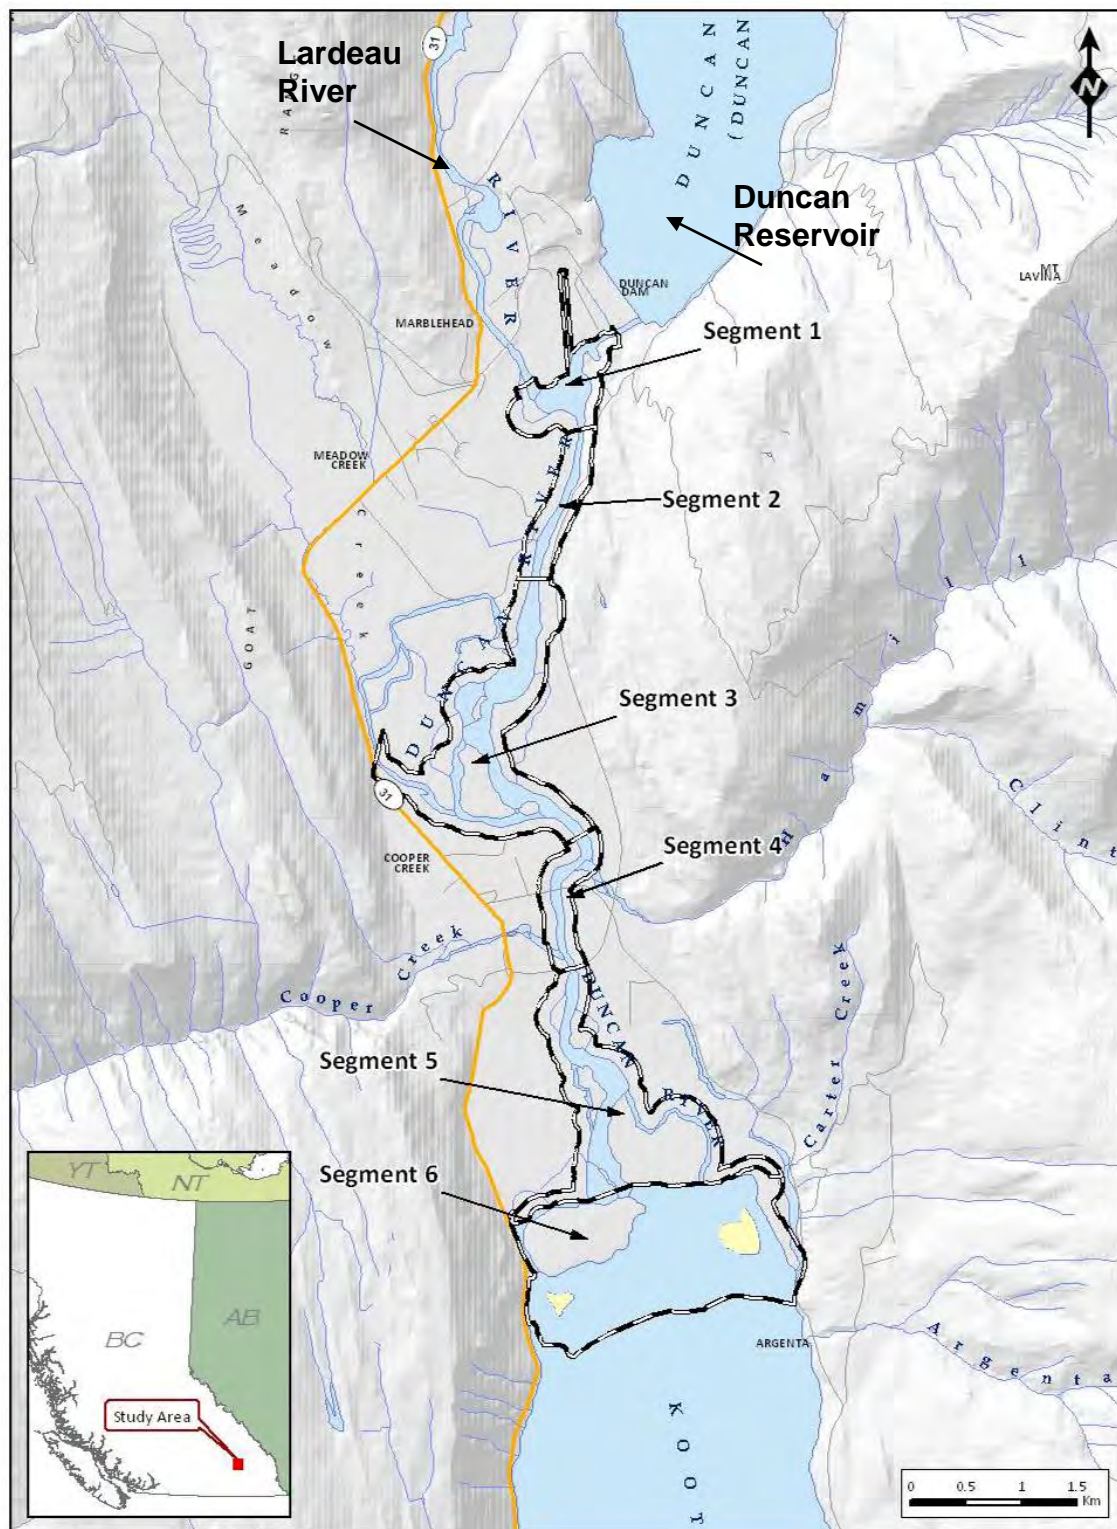 31
Lardeau
River
RANG
DUNCAN
(DUNCAN
N
Meadow
RIVER
Duncan
Reservoir
MT
LAVINA
DUNCAN
DAM
MARBLEHEAD
Segment 1
MEADOW
CREEK
Segment 2
Creek
GOAT
DUNCAN RIVER
Hamill
Segment 3
31
Clint
COOPER
CREEK
Segment 4
Cooper Creek
Carter Creek
DUNCAN RIVER
Segment 5
Segment 6
YT
NT
BC
AB
Study Area
ARGENTA
Argenta
KOOT
0 0.5 1 1.5
Km